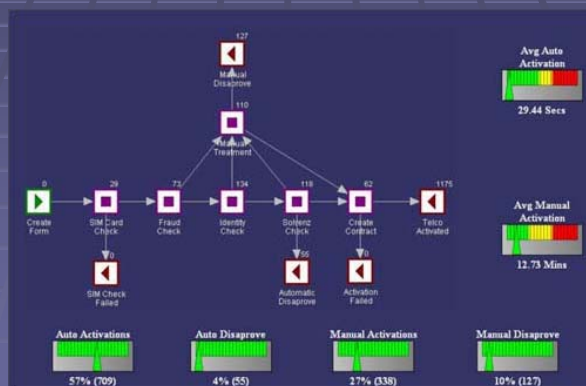 127
Manual
Disaprove
Avg Auto
Activation
29.44 Secs
110
Manual
Treatment
0
29
73
134
118
62
1175
Create
Form
SIM Card
Check
Fraud
Check
Identity
Check
Solvenz
Check
Create
Contract
Telco
Activated
Avg Manual
Activation
12.73 Mins
0
55
0
SIM Check
Failed
Automatic
Disaprove
Activation
Failed
Auto Activations
57% (709)
Auto Disaprove
4% (55)
Manual Activations
27% (338)
Manual Disaprove
10% (127)